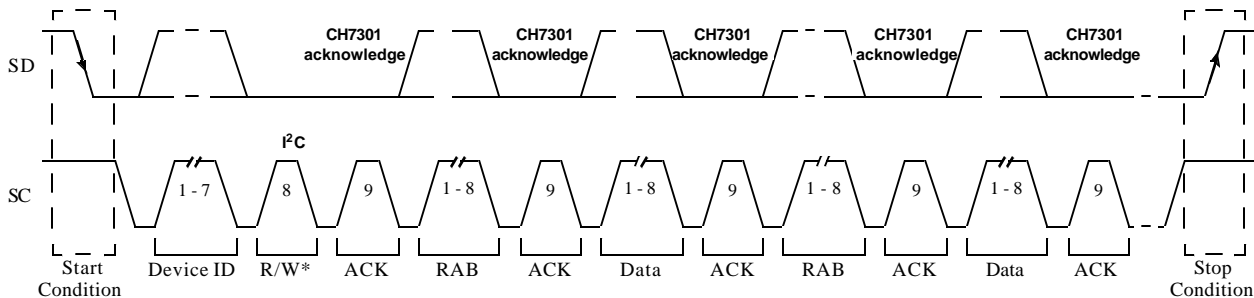 CH7301 CH7301 CH7301 CH7301 CH7301
acknowledge acknowledge acknowledge acknowledge acknowledge
SD
I²C
SC 1 - 7 8 9 1 - 8 9 1 - 8 9 1 - 8 9 1 - 8 9
Start Device ID R/W* ACK RAB ACK Data ACK RAB ACK Data ACK Stop
Condition Condition